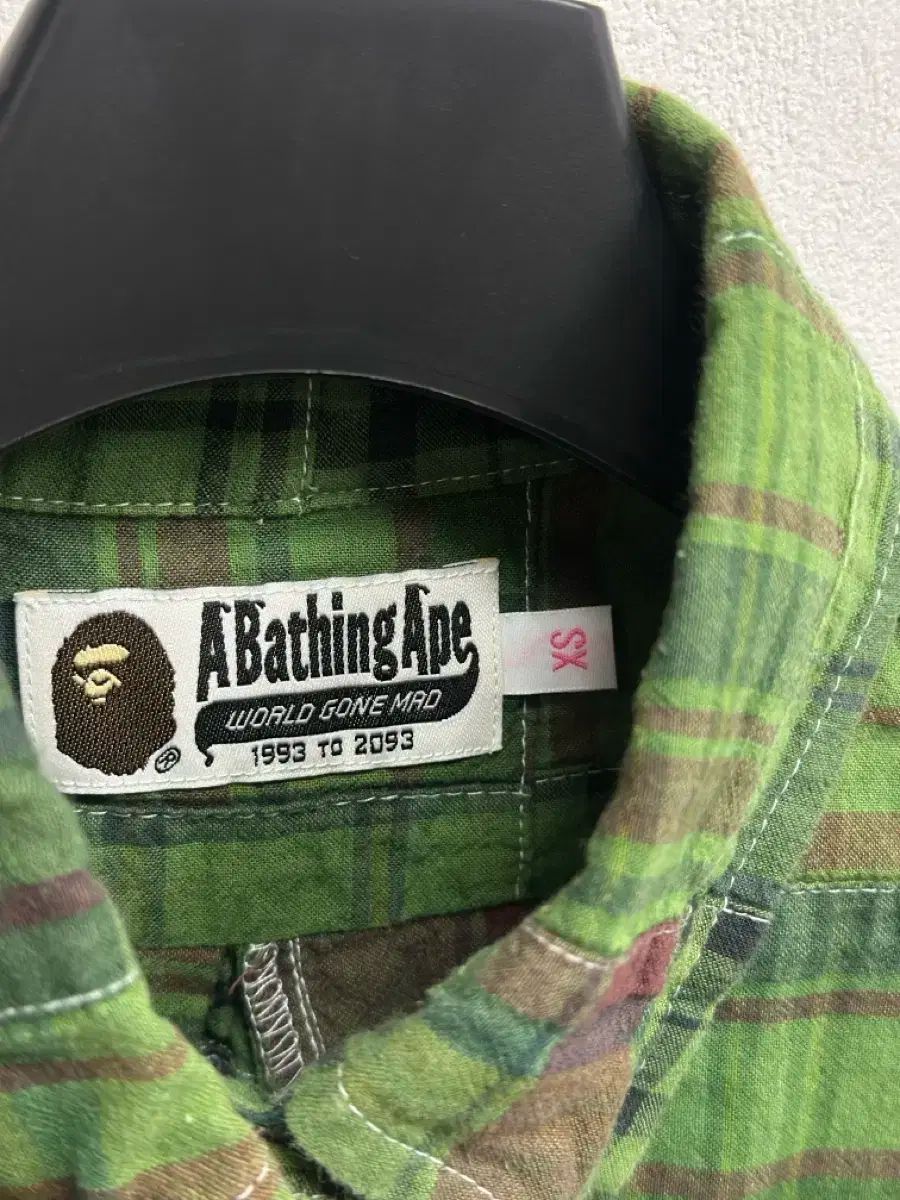 A Bathing Ape
WORLD GONE MAD
1993 TO 2093
®
XS